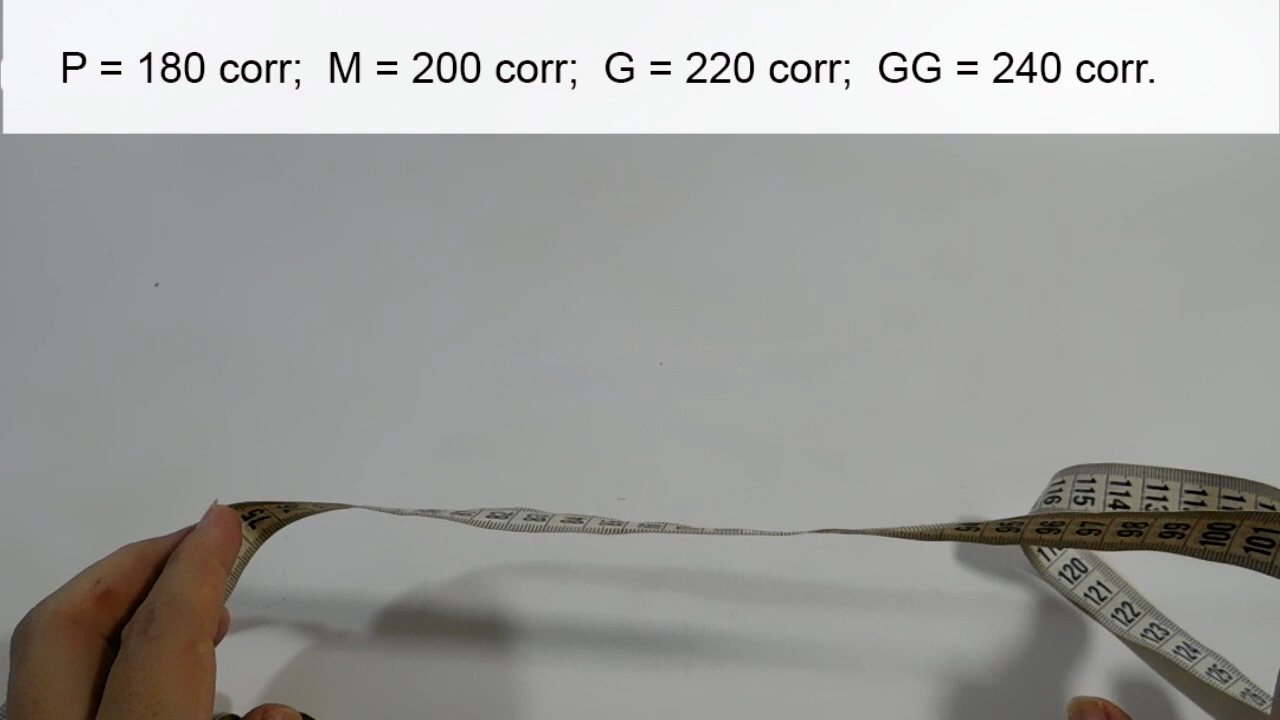 P = 180 corr;  M = 200 corr;  G = 220 corr;  GG = 240 corr.
116 115 114
96 97 98 99 100 101
120 121 122 123 124 125